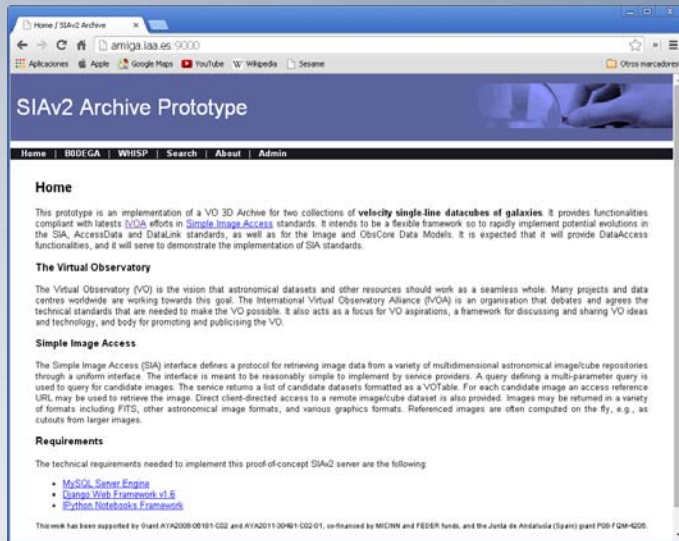 Home / SIAv2 Archive
amiga.iaa.es:9000
Aplicaciones Apple Google Maps YouTube Wikipedia Sesame Otros marcadores
SIAv2 Archive Prototype
Home | B0DEGA | WHISP | Search | About | Admin
Home
This prototype is an implementation of a VO 3D Archive for two collections of velocity single-line datacubes of galaxies. It provides functionalities
compliant with latests IVOA efforts in Simple Image Access standards. It intends to be a flexible framework so to rapidly implement potential evolutions in
the SIA, AccessData and DataLink standards, as well as for the Image and ObsCore Data Models. It is expected that it will provide DataAccess
functionalities, and it will serve to demonstrate the implementation of SIA standards.
The Virtual Observatory
The Virtual Observatory (VO) is the vision that astronomical datasets and other resources should work as a seamless whole. Many projects and data
centres worldwide are working towards this goal. The International Virtual Observatory Alliance (IVOA) is an organisation that debates and agrees the
technical standards that are needed to make the VO possible. It also acts as a focus for VO aspirations, a framework for discussing and sharing VO ideas
and technology, and body for promoting and publicising the VO.
Simple Image Access
The Simple Image Access (SIA) interface defines a protocol for retrieving image data from a variety of multidimensional astronomical image/cube repositories
through a uniform interface. The interface is meant to be reasonably simple to implement by service providers. A query defining a multi-parameter query is
used to query for candidate images. The service returns a list of candidate datasets formatted as a VOTable. For each candidate image an access reference
URL may be used to retrieve the image. Direct client-directed access to a remote image/cube dataset is also provided. Images may be returned in a variety
of formats including FITS, other astronomical image formats, and various graphics formats. Referenced images are often computed on the fly, e.g., as
cutouts from larger images.
Requirements
The technical requirements needed to implement this proof-of-concept SIAv2 server are the following:
MySQL Server Engine
Django Web Framework v1.6
IPython Notebooks Framework
This work has been supported by Grant AYA2008-06181-C02 and AYA2011-30491-C02-01, co-financed by MICINN and FEDER funds, and the Junta de Andalucía (Spain) grant P08-FQM-4205.